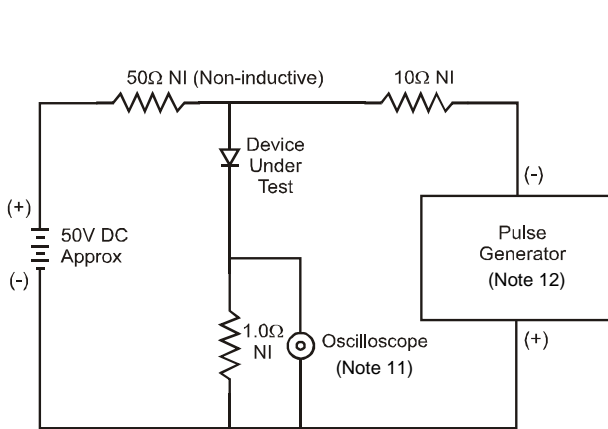 50Ω NI (Non-inductive)
10Ω NI
Device
Under
Test
(-)
(+)
50V DC
Approx
(-)
Pulse
Generator
(Note 12)
1.0Ω
NI
Oscilloscope
(Note 11)
(+)